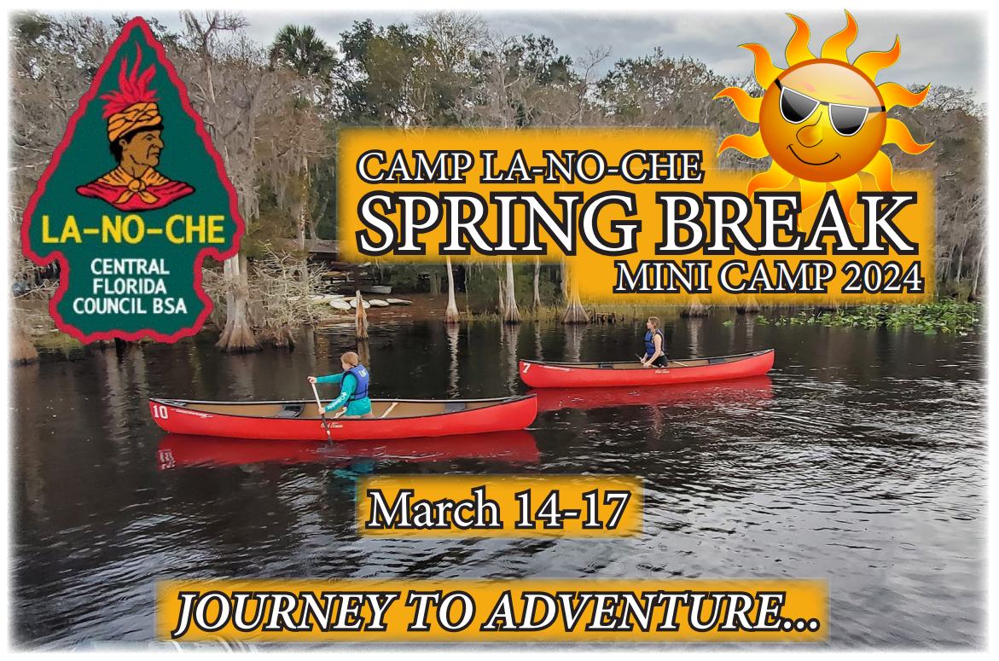 LA-NO-CHE
CENTRAL
FLORIDA
COUNCIL BSA
CAMP LA-NO-CHE
SPRING BREAK
MINI CAMP 2024
7
10
March 14-17
JOURNEY TO ADVENTURE...